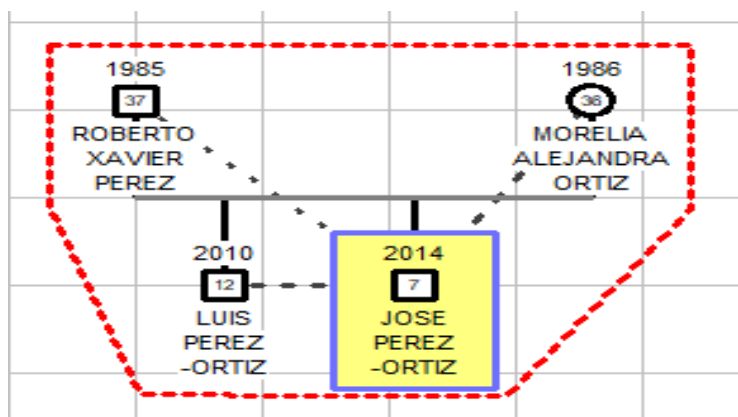 1985
37
ROBERTO
XAVIER
PEREZ
1986
36
MORELIA
ALEJANDRA
ORTIZ
2010
12
LUIS
PEREZ
-ORTIZ
2014
7
JOSE
PEREZ
-ORTIZ